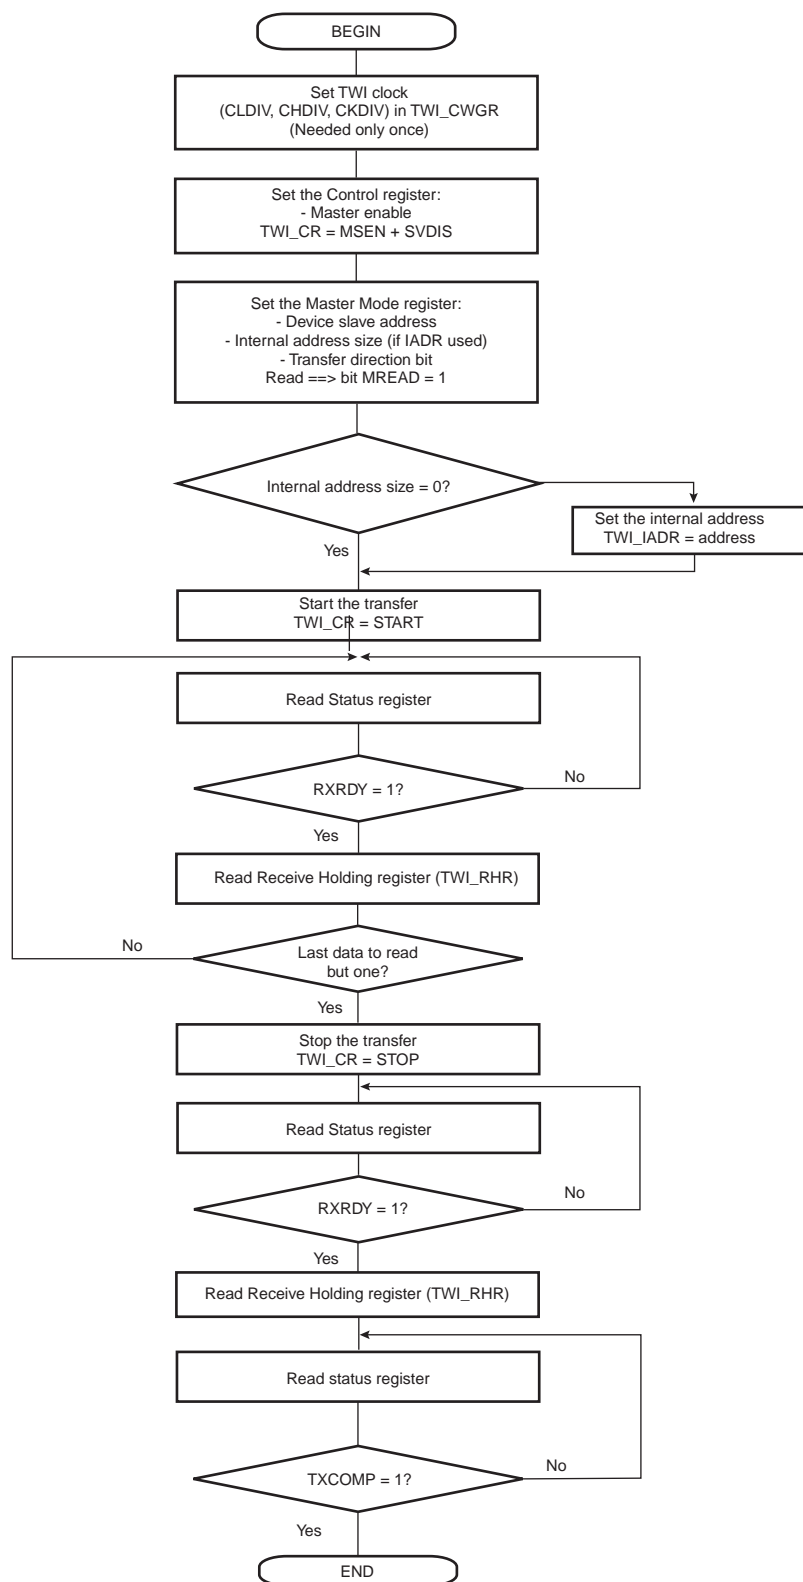 BEGIN
Set TWI clock
(CLDIV, CHDIV, CKDIV) in TWI_CWGR
(Needed only once)
Set the Control register:
- Master enable
TWI_CR = MSEN + SVDIS
Set the Master Mode register:
- Device slave address
- Internal address size (if IADR used)
- Transfer direction bit
Read ==> bit MREAD = 1
Internal address size = 0?
Set the internal address
TWI_IADR = address
Yes
Start the transfer
TWI_CR = START
Read Status register
RXRDY = 1?
No
Yes
Read Receive Holding register (TWI_RHR)
No
Last data to read
but one?
Yes
Stop the transfer
TWI_CR = STOP
Read Status register
RXRDY = 1?
No
Yes
Read Receive Holding register (TWI_RHR)
Read status register
TXCOMP = 1?
No
Yes
END